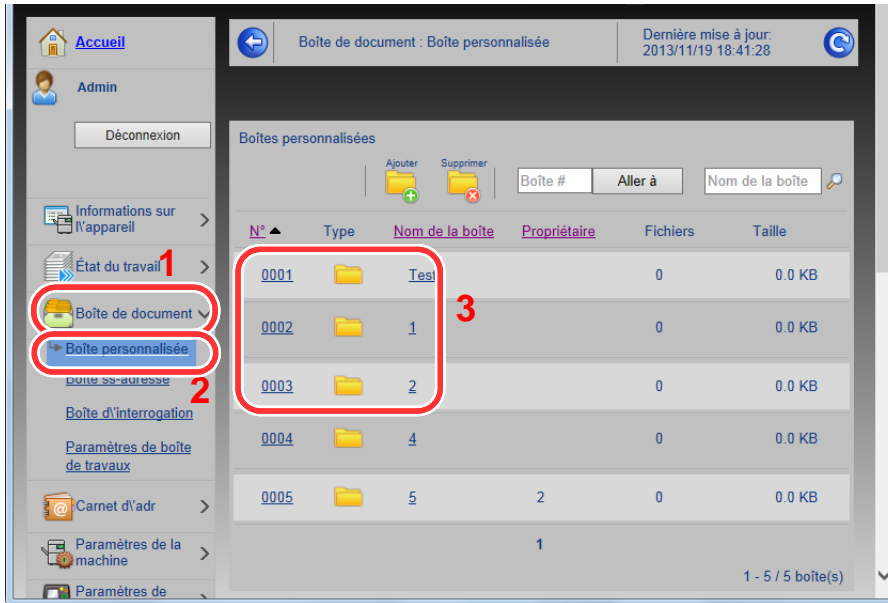 Accueil
Admin
Déconnexion
Informations sur
l\'appareil
État du travail
1
Boîte de document
Boîte personnalisée
2
Boîte ss-adresse
Boîte d\'interrogation
Paramètres de boîte
de travaux
Carnet d\'adr
Paramètres de la
machine
Paramètres de
Boîte de document : Boîte personnalisée
Dernière mise à jour:
2013/11/19 18:41:28
Boîtes personnalisées
Ajouter Supprimer
Boîte # Aller à Nom de la boîte
N° Type Nom de la boîte Propriétaire Fichiers Taille
0001 Test 0 0.0 KB
3
0002 1 0 0.0 KB
0003 2 0 0.0 KB
0004 4 0 0.0 KB
0005 5 2 0 0.0 KB
1
1 - 5 / 5 boîte(s)